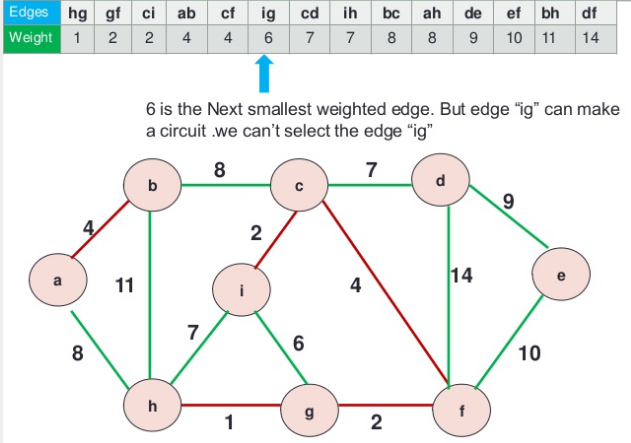 Edges hg gf ci ab cf ig cd ih bc ah de ef bh df
Weight 1 2 2 4 4 6 7 7 8 8 9 10 11 14
6 is the Next smallest weighted edge. But edge “ig” can make
a circuit .we can’t select the edge “ig”
8 7
b c d
4 9
2
a 11 i 4 14 e
7 6
8 10
h g f
1 2